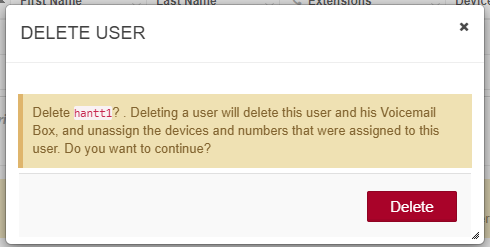 First Name Last Name Extensions Device
DELETE USER
Delete hantt1? . Deleting a user will delete this user and his Voicemail
Box, and unassign the devices and numbers that were assigned to this
user. Do you want to continue?
Delete